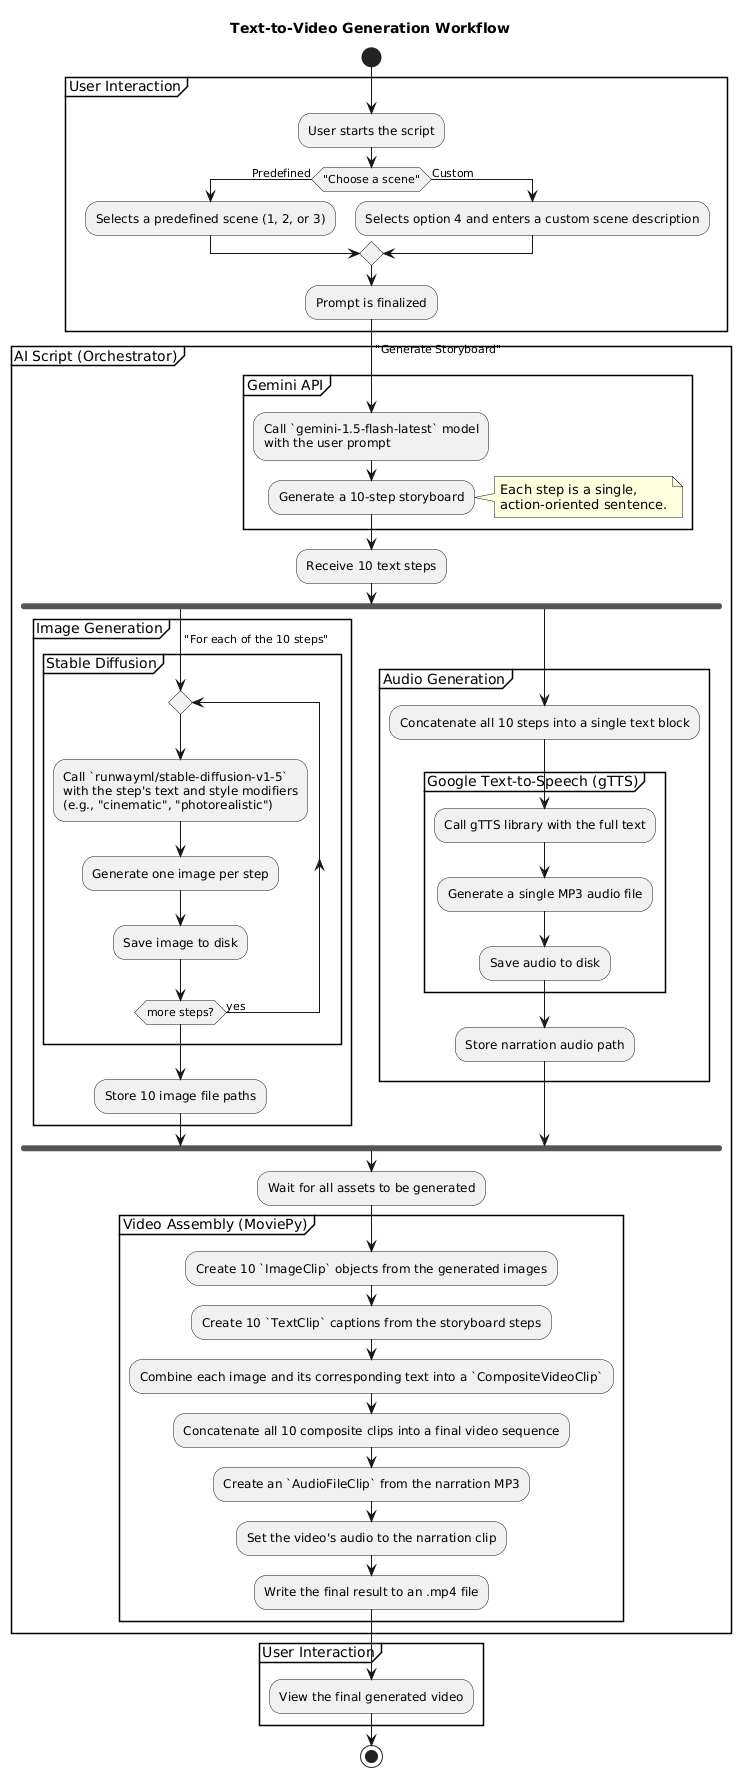 Text-to-Video Generation Workflow
User Interaction
User starts the script
Predefined
"Choose a scene"
Custom
Selects a predefined scene (1, 2, or 3)
Selects option 4 and enters a custom scene description
Prompt is finalized
AI Script (Orchestrator)
"Generate Storyboard"
Gemini API
Call `gemini-1.5-flash-latest` model
with the user prompt
Generate a 10-step storyboard
Each step is a single,
action-oriented sentence.
Receive 10 text steps
Image Generation
"For each of the 10 steps"
Stable Diffusion
Call `runwayml/stable-diffusion-v1-5`
with the step's text and style modifiers
(e.g., "cinematic", "photorealistic")
Generate one image per step
Save image to disk
more steps?
yes
Store 10 image file paths
Audio Generation
Concatenate all 10 steps into a single text block
Google Text-to-Speech (gTTS)
Call gTTS library with the full text
Generate a single MP3 audio file
Save audio to disk
Store narration audio path
Wait for all assets to be generated
Video Assembly (MoviePy)
Create 10 `ImageClip` objects from the generated images
Create 10 `TextClip` captions from the storyboard steps
Combine each image and its corresponding text into a `CompositeVideoClip`
Concatenate all 10 composite clips into a final video sequence
Create an `AudioFileClip` from the narration MP3
Set the video's audio to the narration clip
Write the final result to an .mp4 file
User Interaction
View the final generated video